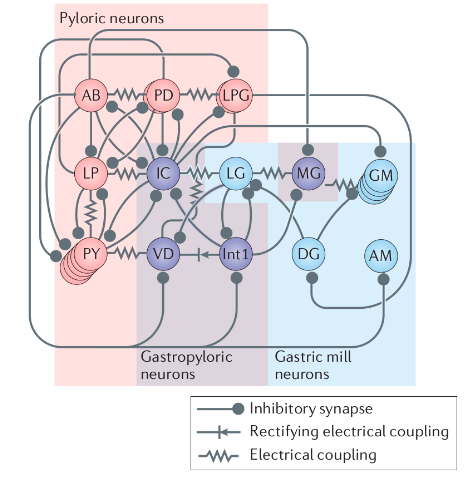 Pyloric neurons
AB
PD
LPG
LP
IC
LG
MG
GM
PY
VD
Int1
DG
AM
Gastropyloric
neurons
Gastric mill
neurons
Inhibitory synapse
Rectifying electrical coupling
Electrical coupling